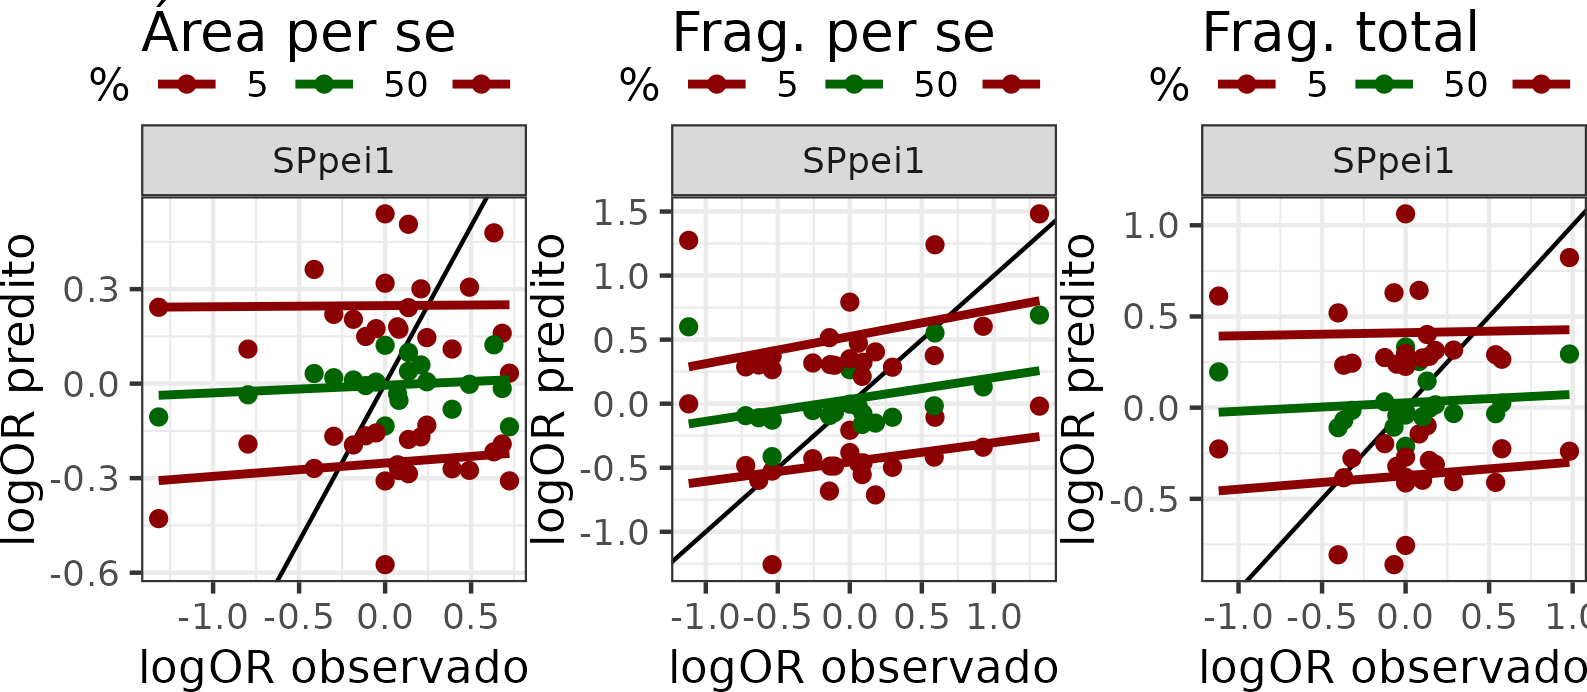 Área per se
% 5 50
SPpei1
logOR predito
0.3
0.0
-0.3
-0.6
-1.0 -0.5 0.0 0.5
logOR observado
Frag. per se
% 5 50
SPpei1
logOR predito
1.5
1.0
0.5
0.0
-0.5
-1.0
-1.0 -0.5 0.0 0.5 1.0
logOR observado
Frag. total
% 5 50
SPpei1
logOR predito
1.0
0.5
0.0
-0.5
-1.0 -0.5 0.0 0.5 1.0
logOR observado